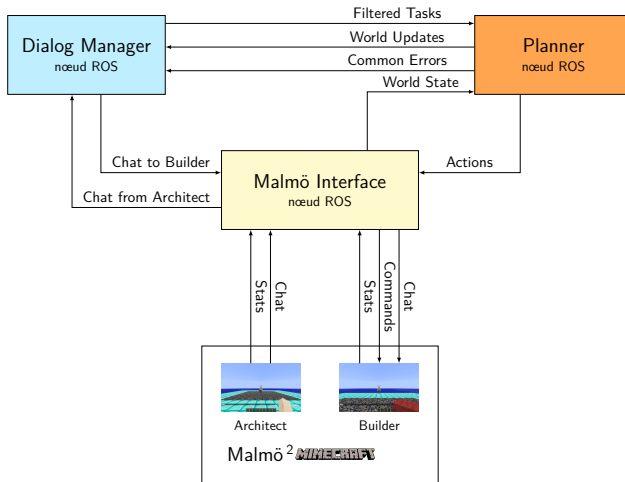 Filtered Tasks
Dialog Manager
nœud ROS
World Updates
Common Errors
World State
Planner
nœud ROS
Chat to Builder
Chat from Architect
Malmö Interface
nœud ROS
Actions
Stats
Chat
Stats
Commands
Chat
Architect
Builder
Malmö 2 MINECRAFT